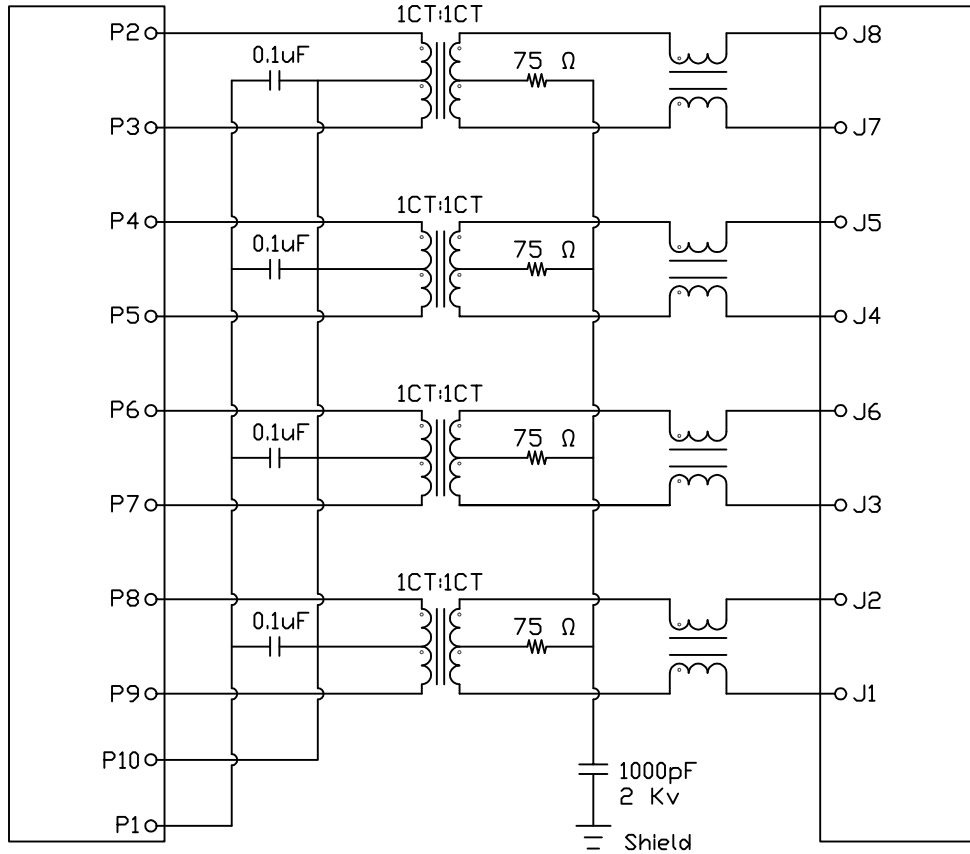 1CT:1CT
P2
J8
0.1uF
75 Ω
P3
J7
1CT:1CT
P4
J5
0.1uF
75 Ω
P5
J4
1CT:1CT
P6
J6
0.1uF
75 Ω
P7
J3
1CT:1CT
P8
J2
0.1uF
75 Ω
P9
J1
P10
1000pF
2 Kv
P1
Shield